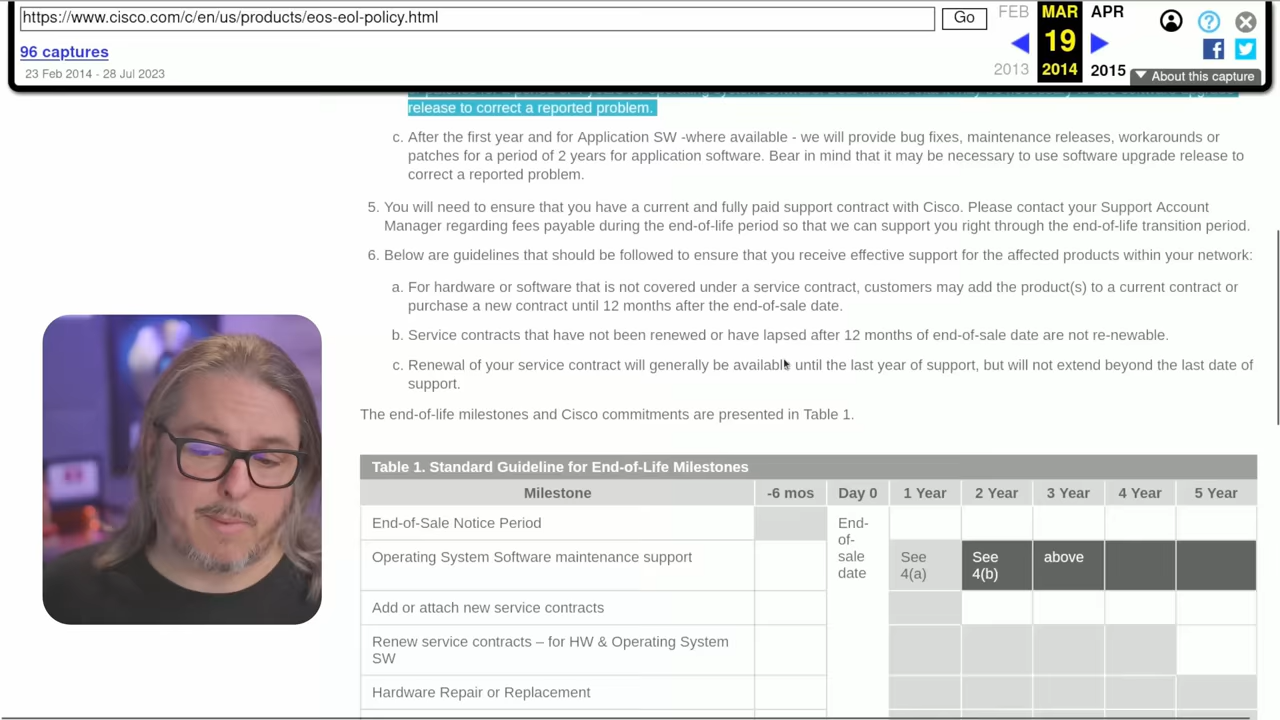 https://www.cisco.com/c/en/us/products/eos-eol-policy.html
Go
FEB MAR APR
96 captures
19
23 Feb 2014 - 28 Jul 2023
2013 2014 2015
About this capture
release to correct a reported problem.
c. After the first year and for Application SW -where available - we will provide bug fixes, maintenance releases, workarounds or
patches for a period of 2 years for application software. Bear in mind that it may be necessary to use software upgrade release to
correct a reported problem.
5. You will need to ensure that you have a current and fully paid support contract with Cisco. Please contact your Support Account
Manager regarding fees payable during the end-of-life period so that we can support you right through the end-of-life transition period.
6. Below are guidelines that should be followed to ensure that you receive effective support for the affected products within your network:
a. For hardware or software that is not covered under a service contract, customers may add the product(s) to a current contract or
purchase a new contract until 12 months after the end-of-sale date.
b. Service contracts that have not been renewed or have lapsed after 12 months of end-of-sale date are not re-newable.
c. Renewal of your service contract will generally be available until the last year of support, but will not extend beyond the last date of
support.
The end-of-life milestones and Cisco commitments are presented in Table 1.
Table 1. Standard Guideline for End-of-Life Milestones
Milestone -6 mos Day 0 1 Year 2 Year 3 Year 4 Year 5 Year
End-of-Sale Notice Period
End-
of-
sale
date
Operating System Software maintenance support
See
4(a)
See
4(b)
above
Add or attach new service contracts
Renew service contracts – for HW & Operating System
SW
Hardware Repair or Replacement